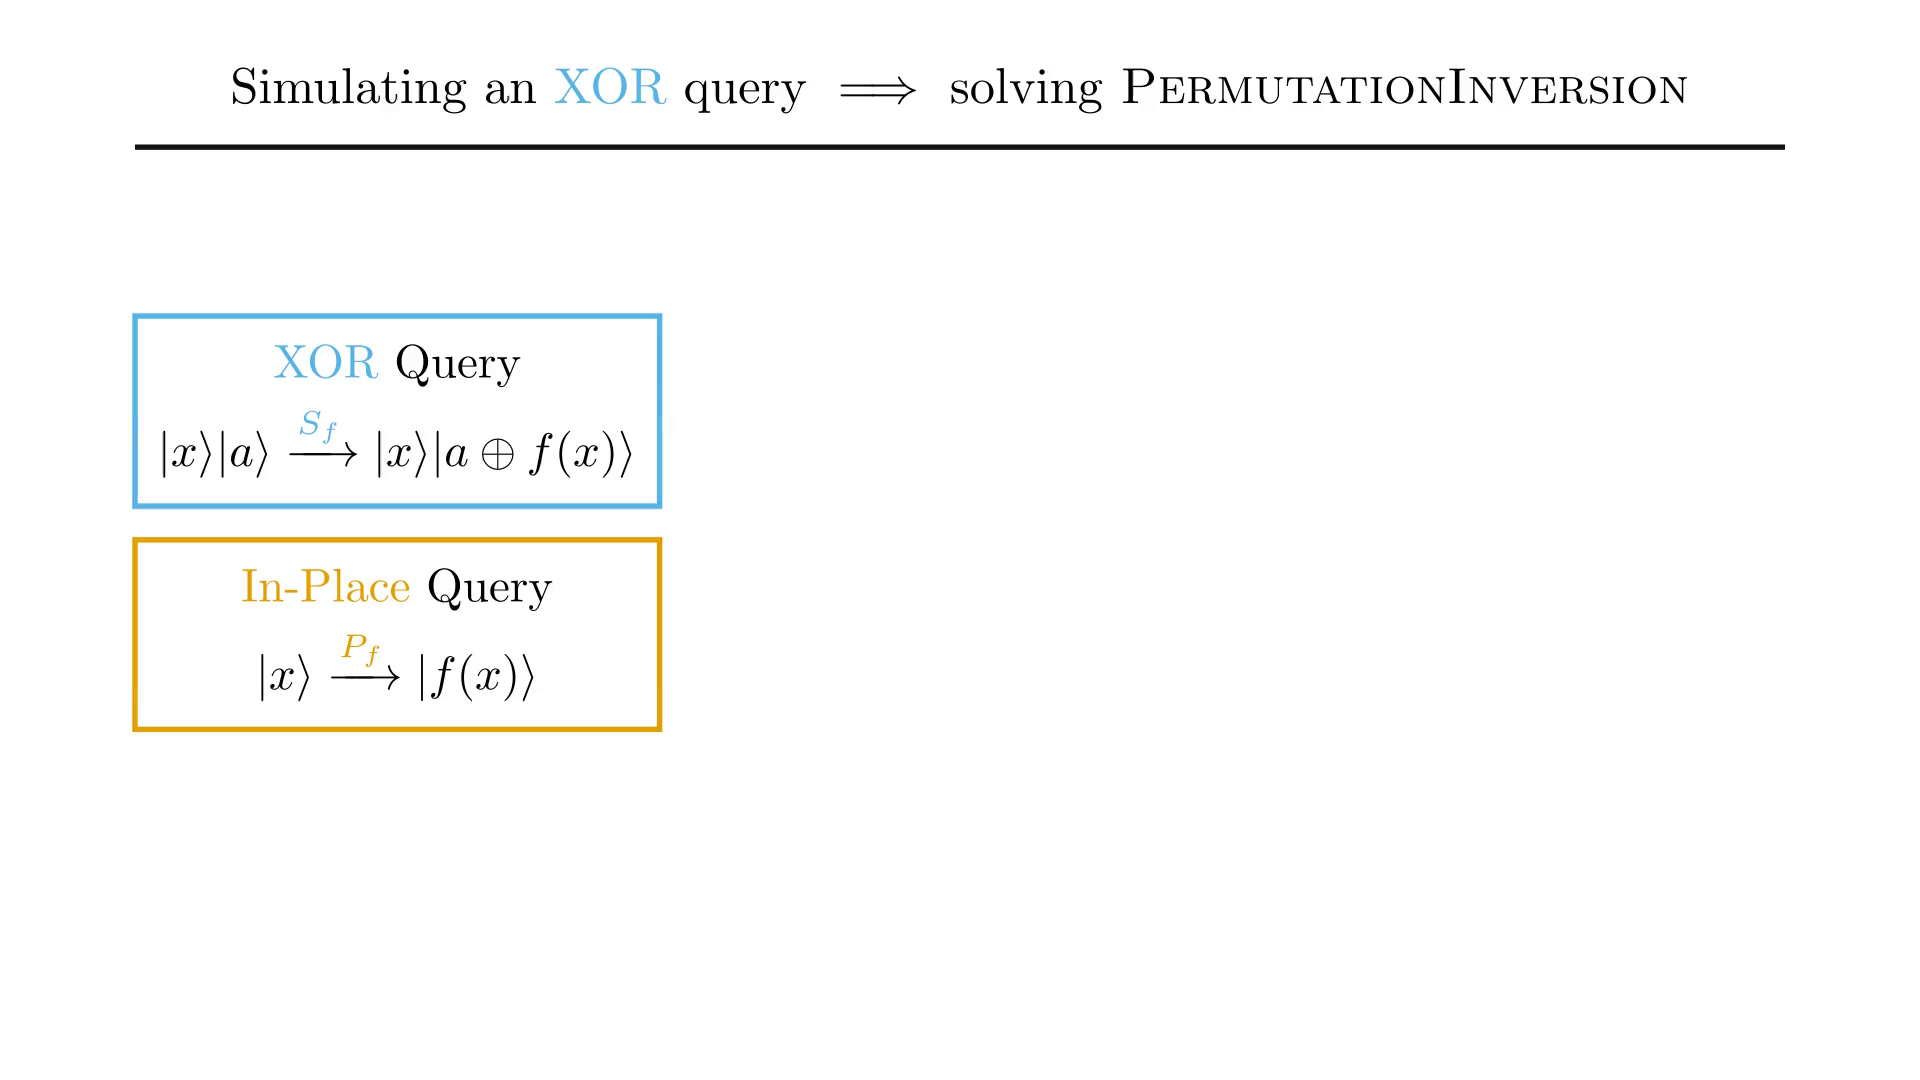 Simulating an XOR query ⟹ solving PERMUTATIONINVERSION
XOR Query
|x⟩|a⟩ —S_f→ |x⟩|a ⊕ f(x)⟩
In-Place Query
|x⟩ —P_f→ |f(x)⟩